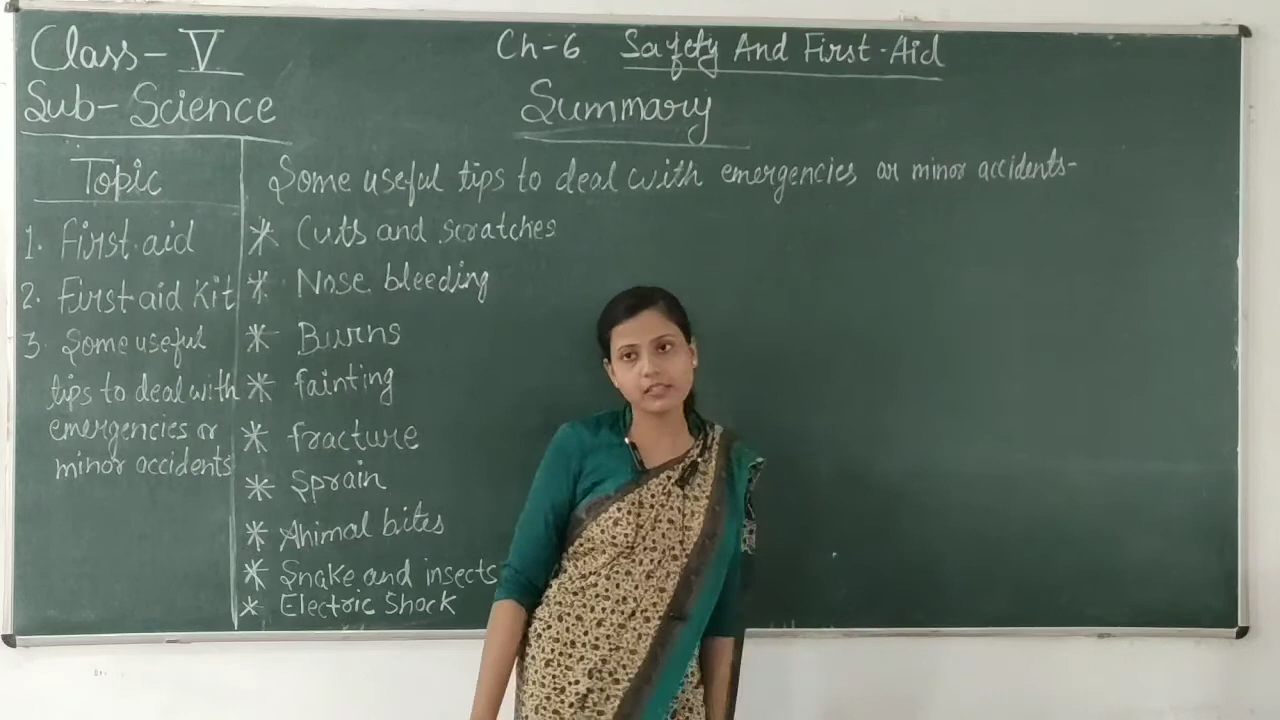 Class- V
Sub- Science
Ch-6 Safety And First-Aid
Summary
Topic
1. First aid
2. First aid Kit
3. Some useful
tips to deal with
emergencies or
minor accidents
Some useful tips to deal with emergencies or minor accidents-
* Cuts and scratches
* Nose bleeding
* Burns
* fainting
* fracture
* Sprain
* Animal bites
* Snake and insects
* Electric Shock